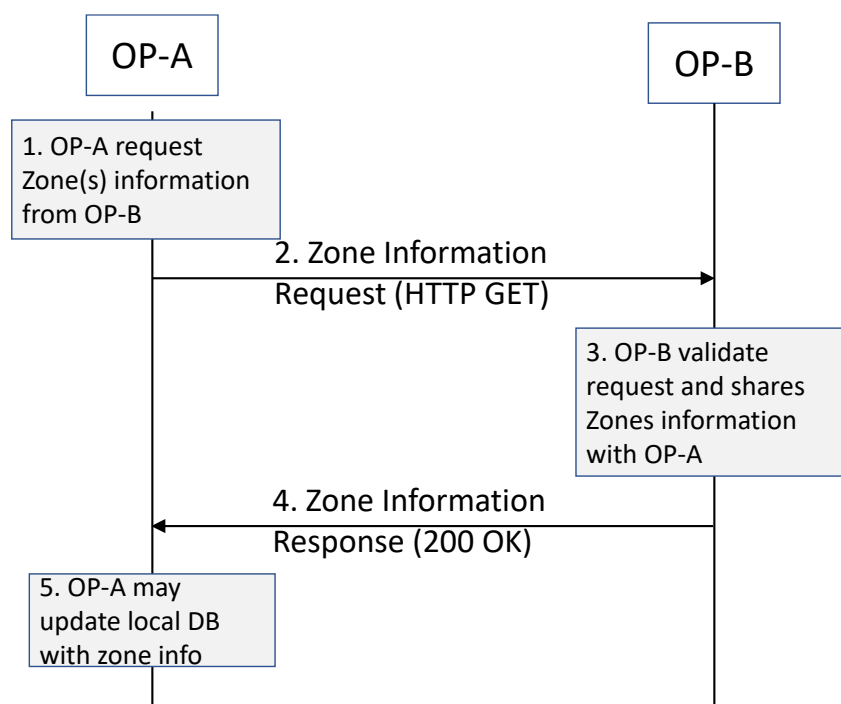 OP-A
OP-B
1. OP-A request
Zone(s) information
from OP-B
2. Zone Information
Request (HTTP GET)
3. OP-B validate
request and shares
Zones information
with OP-A
4. Zone Information
Response (200 OK)
5. OP-A may
update local DB
with zone info